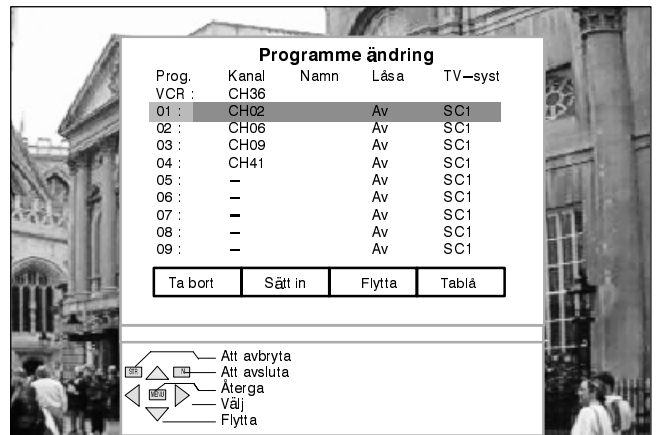 Programme ändring
Prog. Kanal Namn Låsa TV–syst
VCR : CH36
01 : CH02 Av SC1
02 : CH06 Av SC1
03 : CH09 Av SC1
04 : CH41 Av SC1
05 : – Av SC1
06 : – Av SC1
07 : – Av SC1
08 : – Av SC1
09 : – Av SC1
Ta bort Sätt in Flytta Tablå
Att avbryta
STR N Att avsluta
Återga
MENU Välj
Flytta